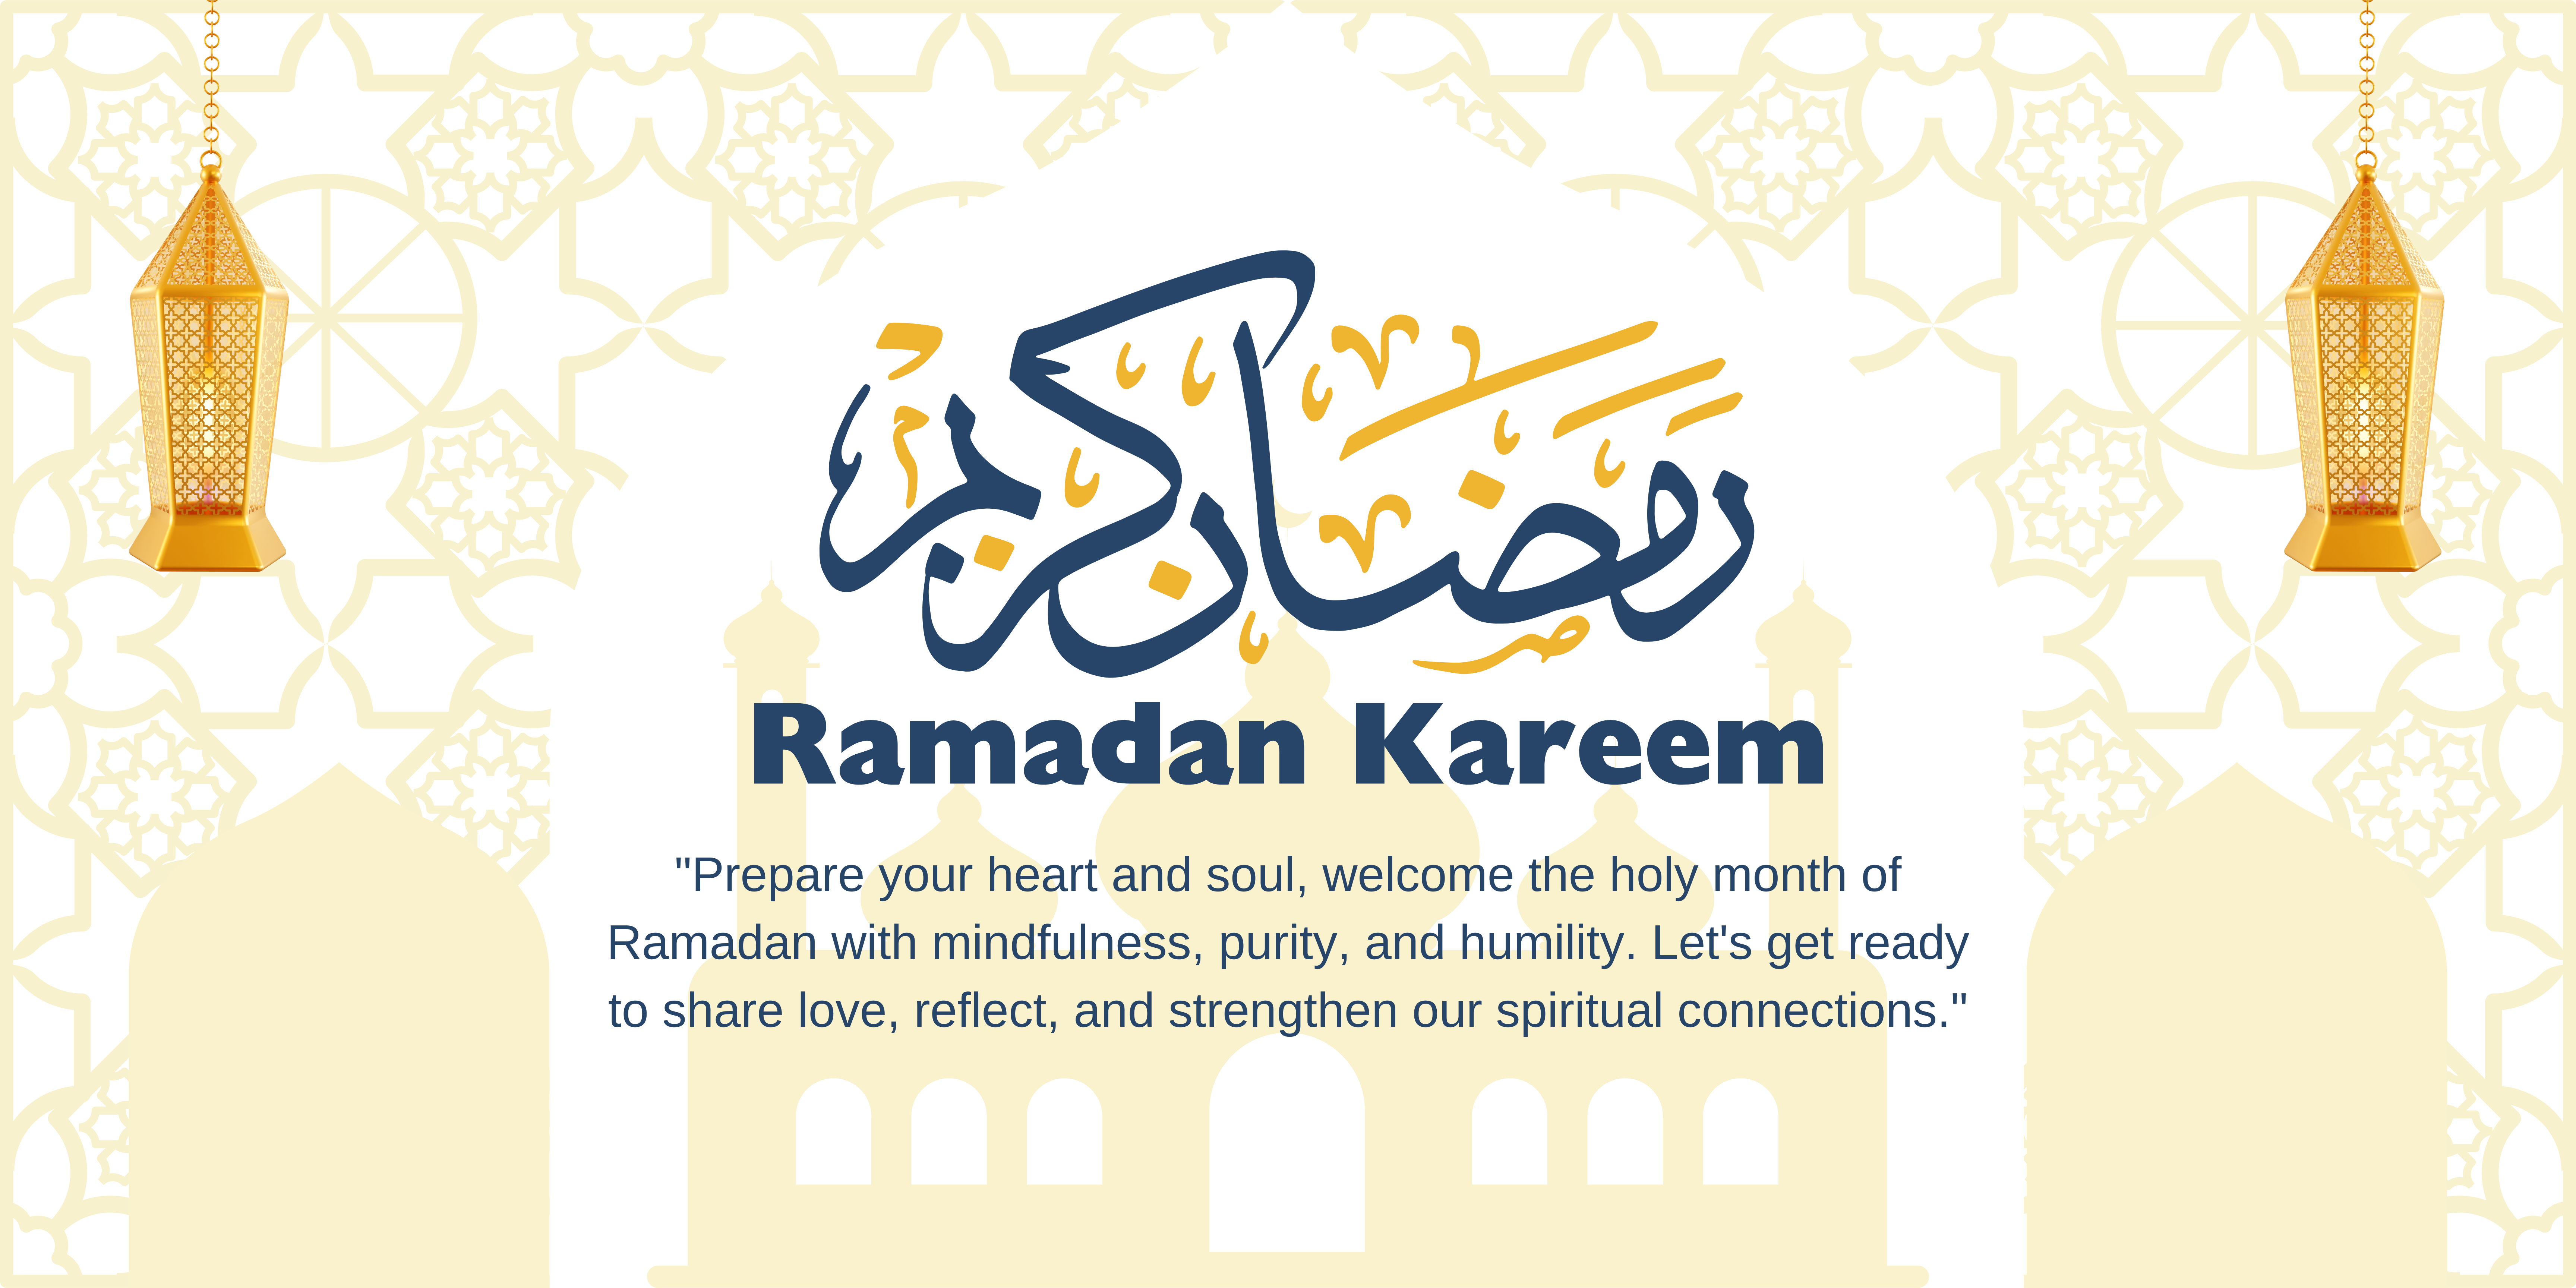 رمضان كريم
Ramadan Kareem
"Prepare your heart and soul, welcome the holy month of
Ramadan with mindfulness, purity, and humility. Let's get ready
to share love, reflect, and strengthen our spiritual connections."